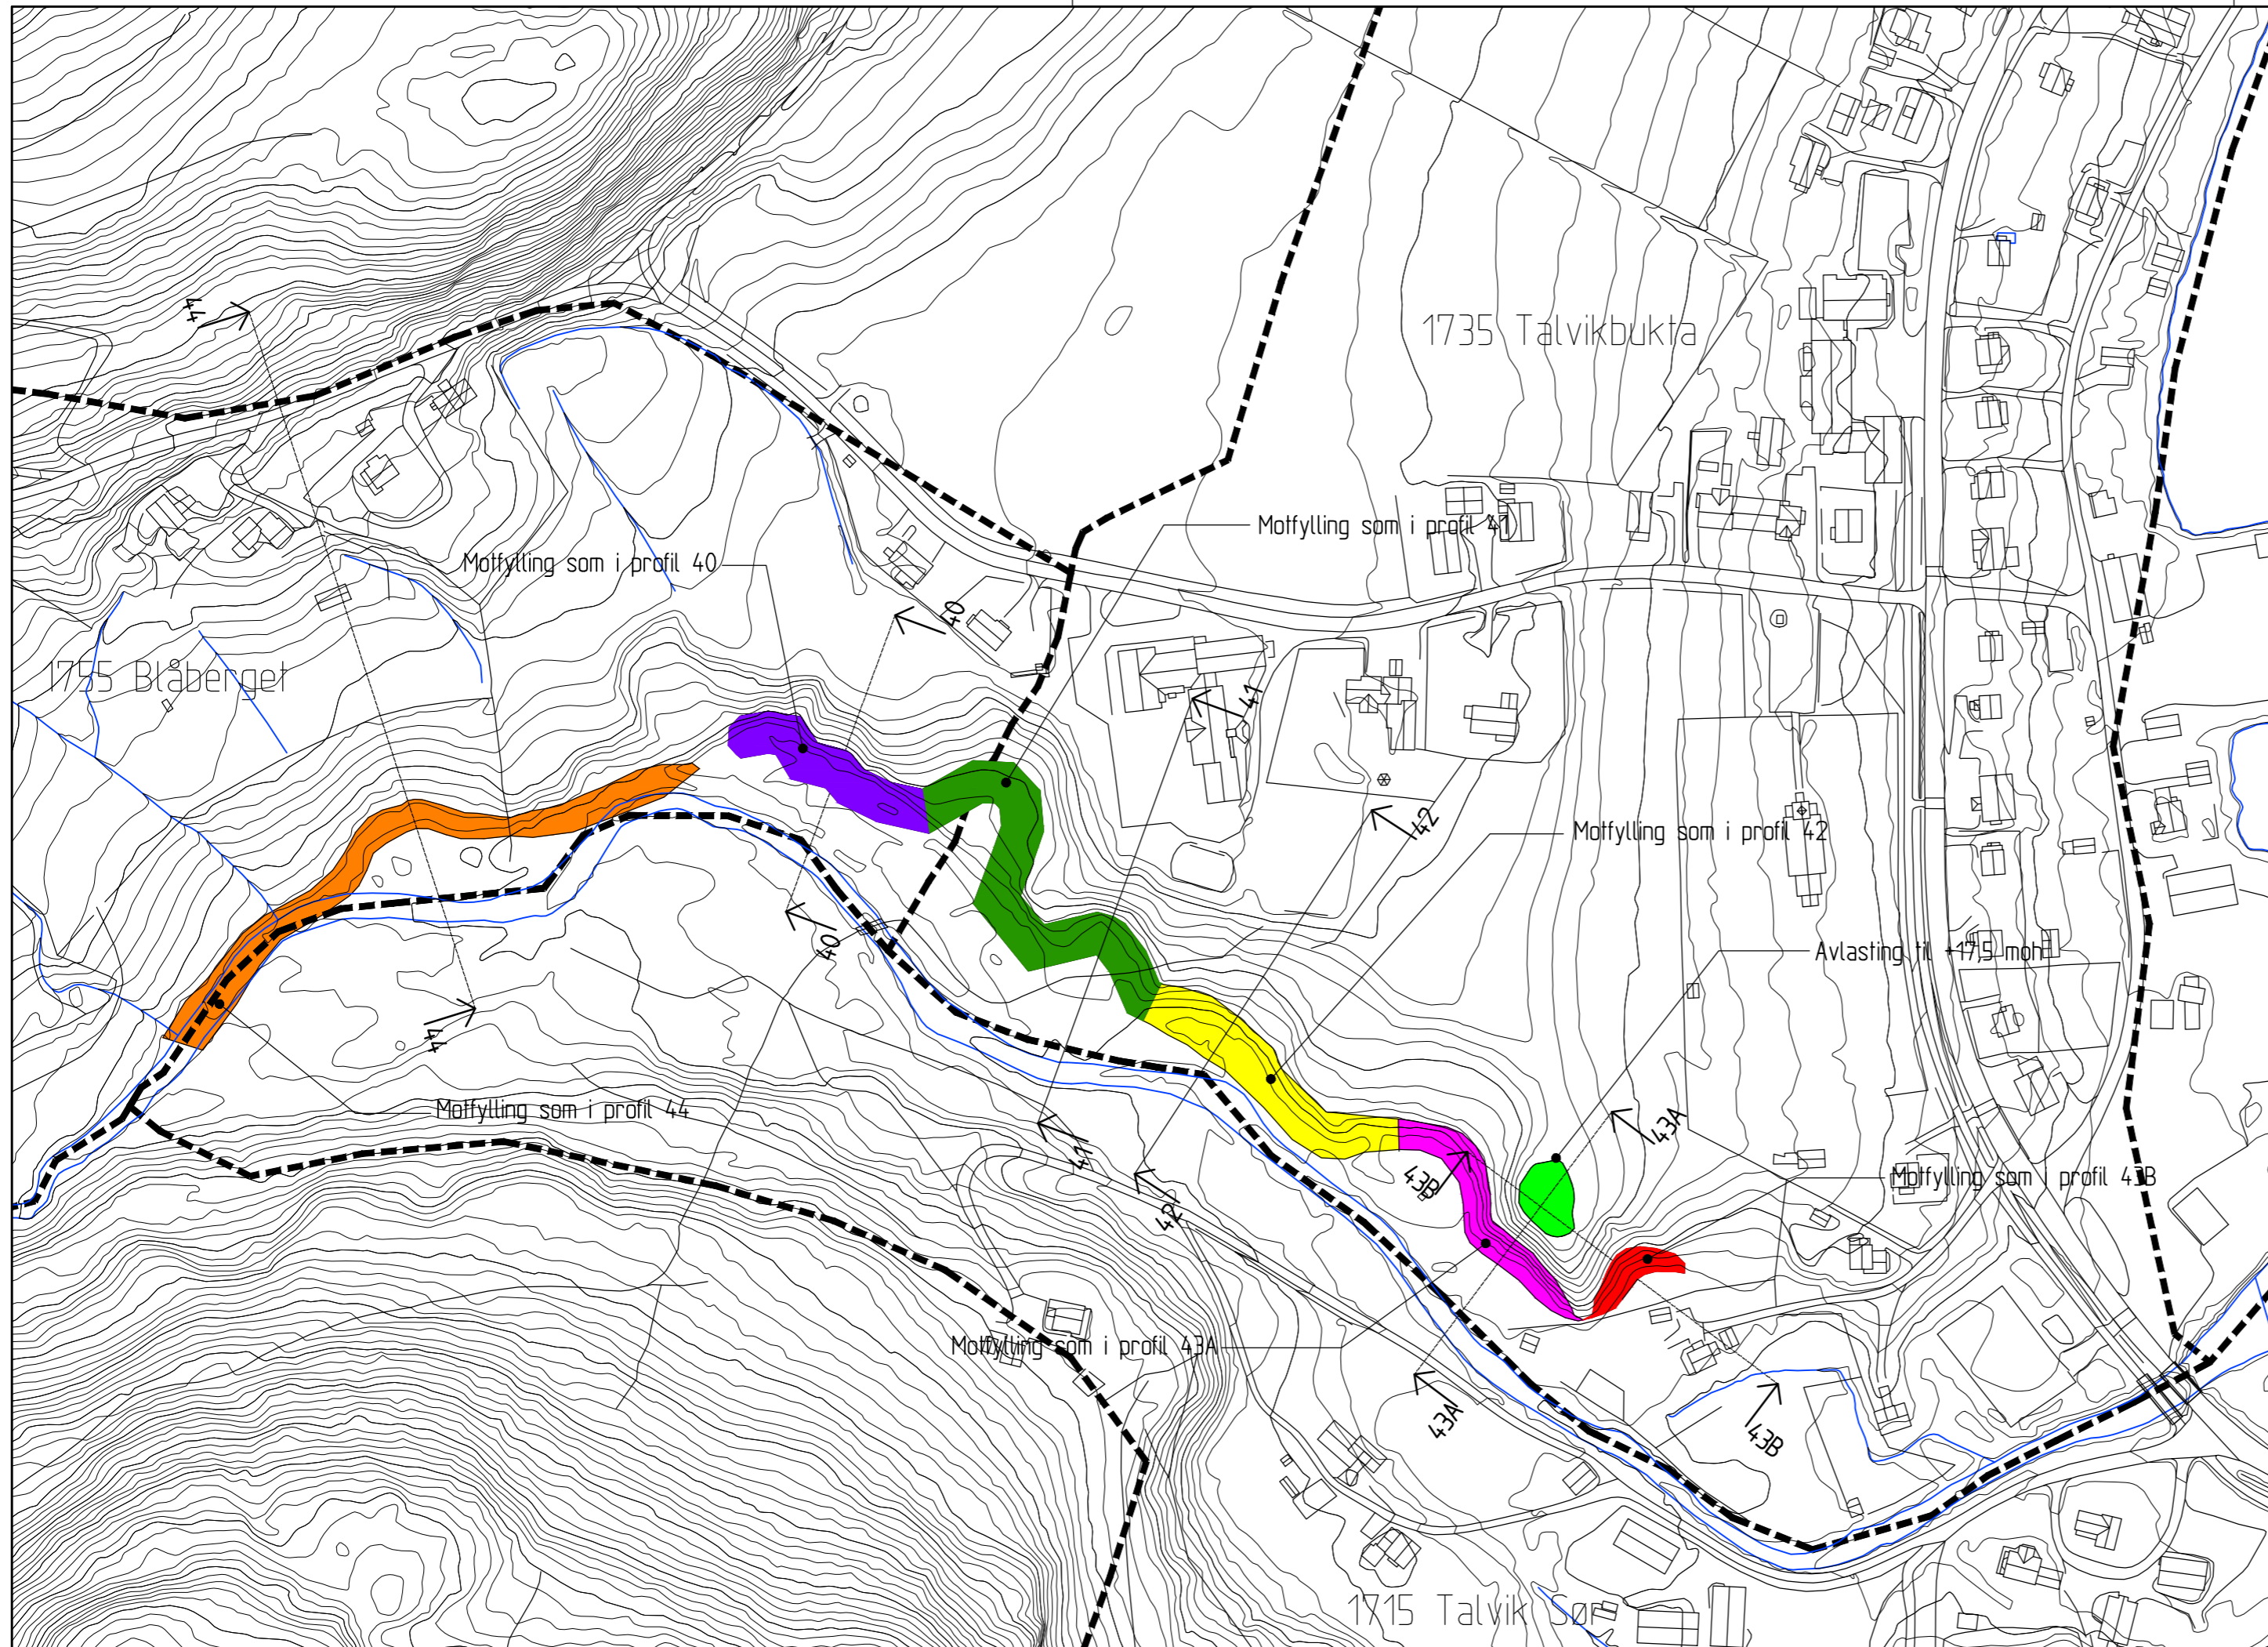 44
1735 Talvikbukta
Motfylling som i profil 41
Motfylling som i profil 40
40
1755 Blåberget
41
42
Motfylling som i profil 42
40
Avlasting til +17,5 moh
44
Motfylling som i profil 44
43A
41
43B
Motfylling som i profil 43B
42
Motfylling som i profil 43A
43A
43B
1715 Talvik Sør